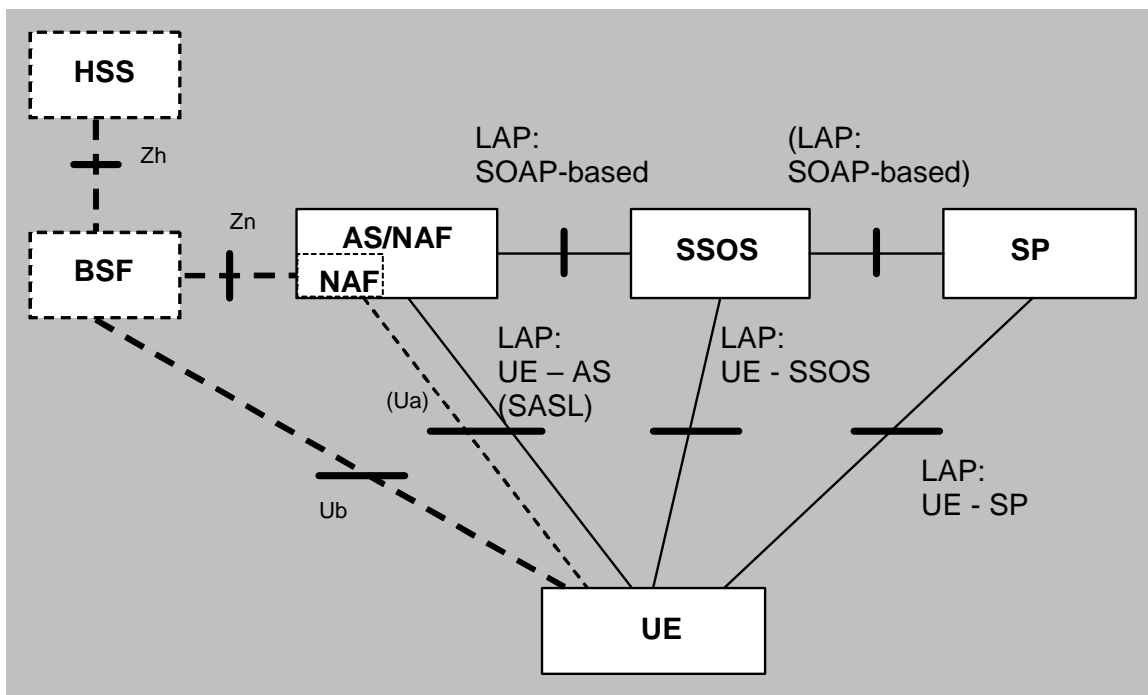 HSS
Zh
LAP:
SOAP-based
(LAP:
SOAP-based)
Zn
BSF
AS/NAF
NAF
SSOS
SP
LAP:
UE – AS
(SASL)
LAP:
UE - SSOS
(Ua)
Ub
LAP:
UE - SP
UE